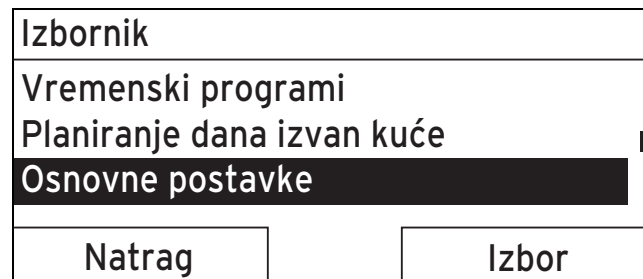 Izbornik
Vremenski programi
Planiranje dana izvan kuće
Osnovne postavke
Natrag
Izbor